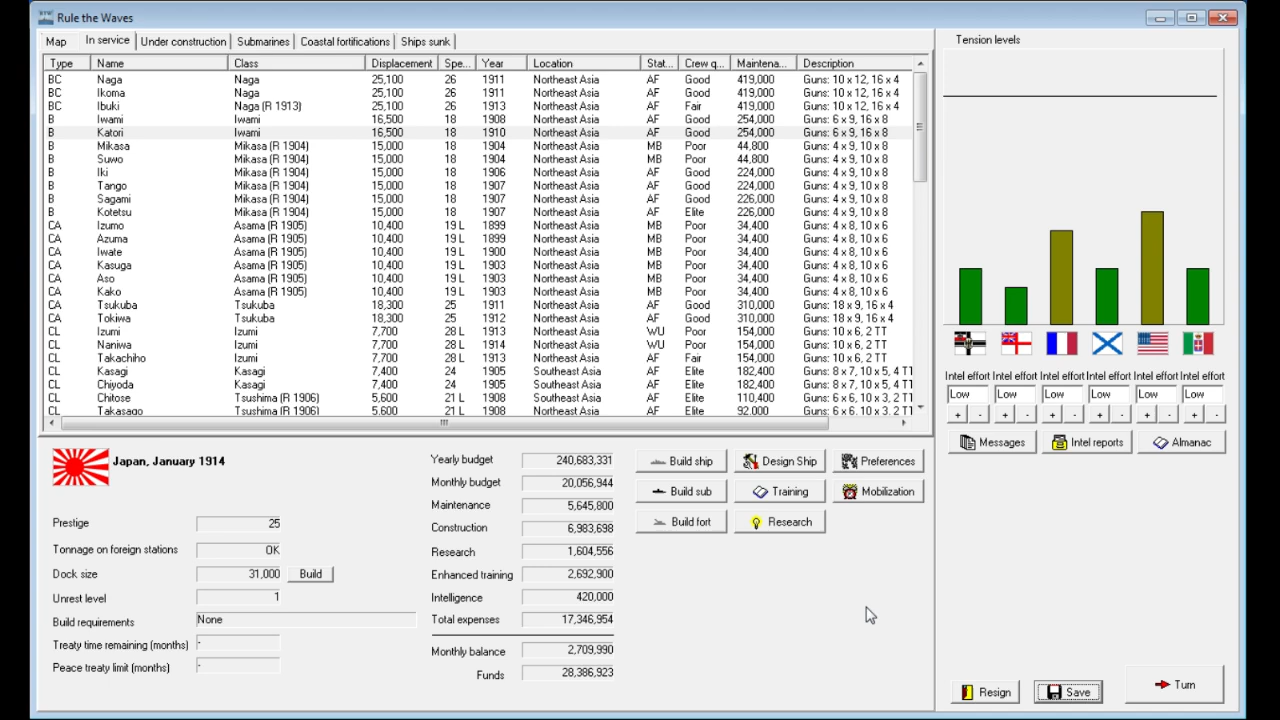 Rule the Waves
Map In service Under construction Submarines Coastal fortifications Ships sunk
Type Name Class Displacement Spe... Year Location Stat... Crew q... Maintena... Description
BC Naga Naga 25,100 26 1911 Northeast Asia AF Good 419,000 Guns: 10 x 12, 16 x 4
BC Ikoma Naga 25,100 26 1911 Northeast Asia AF Good 419,000 Guns: 10 x 12, 16 x 4
BC Ibuki Naga (R 1913) 25,100 26 1913 Northeast Asia AF Fair 419,000 Guns: 10 x 12, 16 x 4
B Iwami Iwami 16,500 18 1908 Northeast Asia AF Good 254,000 Guns: 6 x 9, 16 x 8
B Katori Iwami 16,500 18 1910 Northeast Asia AF Good 254,000 Guns: 6 x 9, 16 x 8
B Mikasa Mikasa (R 1904) 15,000 18 1904 Northeast Asia MB Poor 44,800 Guns: 4 x 9, 10 x 8
B Suwo Mikasa (R 1904) 15,000 18 1904 Northeast Asia MB Poor 44,800 Guns: 4 x 9, 10 x 8
B Iki Mikasa (R 1904) 15,000 18 1906 Northeast Asia AF Good 224,000 Guns: 4 x 9, 10 x 8
B Tango Mikasa (R 1904) 15,000 18 1907 Northeast Asia AF Good 224,000 Guns: 4 x 9, 10 x 8
B Sagami Mikasa (R 1904) 15,000 18 1907 Northeast Asia AF Good 226,000 Guns: 4 x 9, 10 x 8
B Kotetsu Mikasa (R 1904) 15,000 18 1907 Northeast Asia AF Elite 226,000 Guns: 4 x 9, 10 x 8
CA Izumo Asama (R 1905) 10,400 19 L 1899 Northeast Asia MB Poor 34,400 Guns: 4 x 8, 10 x 6
CA Azuma Asama (R 1905) 10,400 19 L 1899 Northeast Asia MB Poor 34,400 Guns: 4 x 8, 10 x 6
CA Iwate Asama (R 1905) 10,400 19 L 1900 Northeast Asia MB Poor 34,400 Guns: 4 x 8, 10 x 6
CA Kasuga Asama (R 1905) 10,400 19 L 1903 Northeast Asia MB Poor 34,400 Guns: 4 x 8, 10 x 6
CA Aso Asama (R 1905) 10,400 19 L 1903 Northeast Asia MB Poor 34,400 Guns: 4 x 8, 10 x 6
CA Kako Asama (R 1905) 10,400 19 L 1903 Northeast Asia MB Poor 34,400 Guns: 4 x 8, 10 x 6
CA Tsukuba Tsukuba 18,300 25 1911 Northeast Asia AF Good 310,000 Guns: 18 x 9, 16 x 4
CA Tokiwa Tsukuba 18,300 25 1912 Northeast Asia AF Good 310,000 Guns: 18 x 9, 16 x 4
CL Izumi Izumi 7,700 28 L 1913 Northeast Asia WU Poor 154,000 Guns: 10 x 6, 2 TT
CL Naniwa Izumi 7,700 28 L 1914 Northeast Asia WU Poor 154,000 Guns: 10 x 6, 2 TT
CL Takachiho Izumi 7,700 28 L 1913 Northeast Asia AF Fair 154,000 Guns: 10 x 6, 2 TT
CL Kasagi Kasagi 7,400 24 1905 Southeast Asia AF Elite 182,400 Guns: 8 x 7, 10 x 5, 4 TT
CL Chiyoda Kasagi 7,400 24 1905 Southeast Asia AF Elite 182,400 Guns: 8 x 7, 10 x 5, 4 TT
CL Chitose Tsushima (R 1906) 5,600 21 L 1908 Southeast Asia AF Elite 110,400 Guns: 6 x 6, 10 x 3, 2 TT
CL Takasago Tsushima (R 1906) 5,600 21 L 1908 Northeast Asia AF Elite 92,000 Guns: 6 x 6, 10 x 3, 2 TT
Tension levels
Intel effort Intel effort Intel effort Intel effort Intel effort Intel effort
Low Low Low Low Low Low
+ - + - + - + - + - + -
Messages Intel reports Almanac
Japan, January 1914
Prestige 25
Tonnage on foreign stations OK
Dock size 31,000 Build
Unrest level 1
Build requirements None
Treaty time remaining (months) -
Peace treaty limit (months) -
Yearly budget 240,683,331
Monthly budget 20,056,944
Maintenance 5,645,800
Construction 6,983,698
Research 1,604,556
Enhanced training 2,692,900
Intelligence 420,000
Total expenses 17,346,954
Monthly balance 2,709,990
Funds 28,386,923
Build ship Design Ship Preferences
Build sub Training Mobilization
Build fort Research
Resign Save Turn